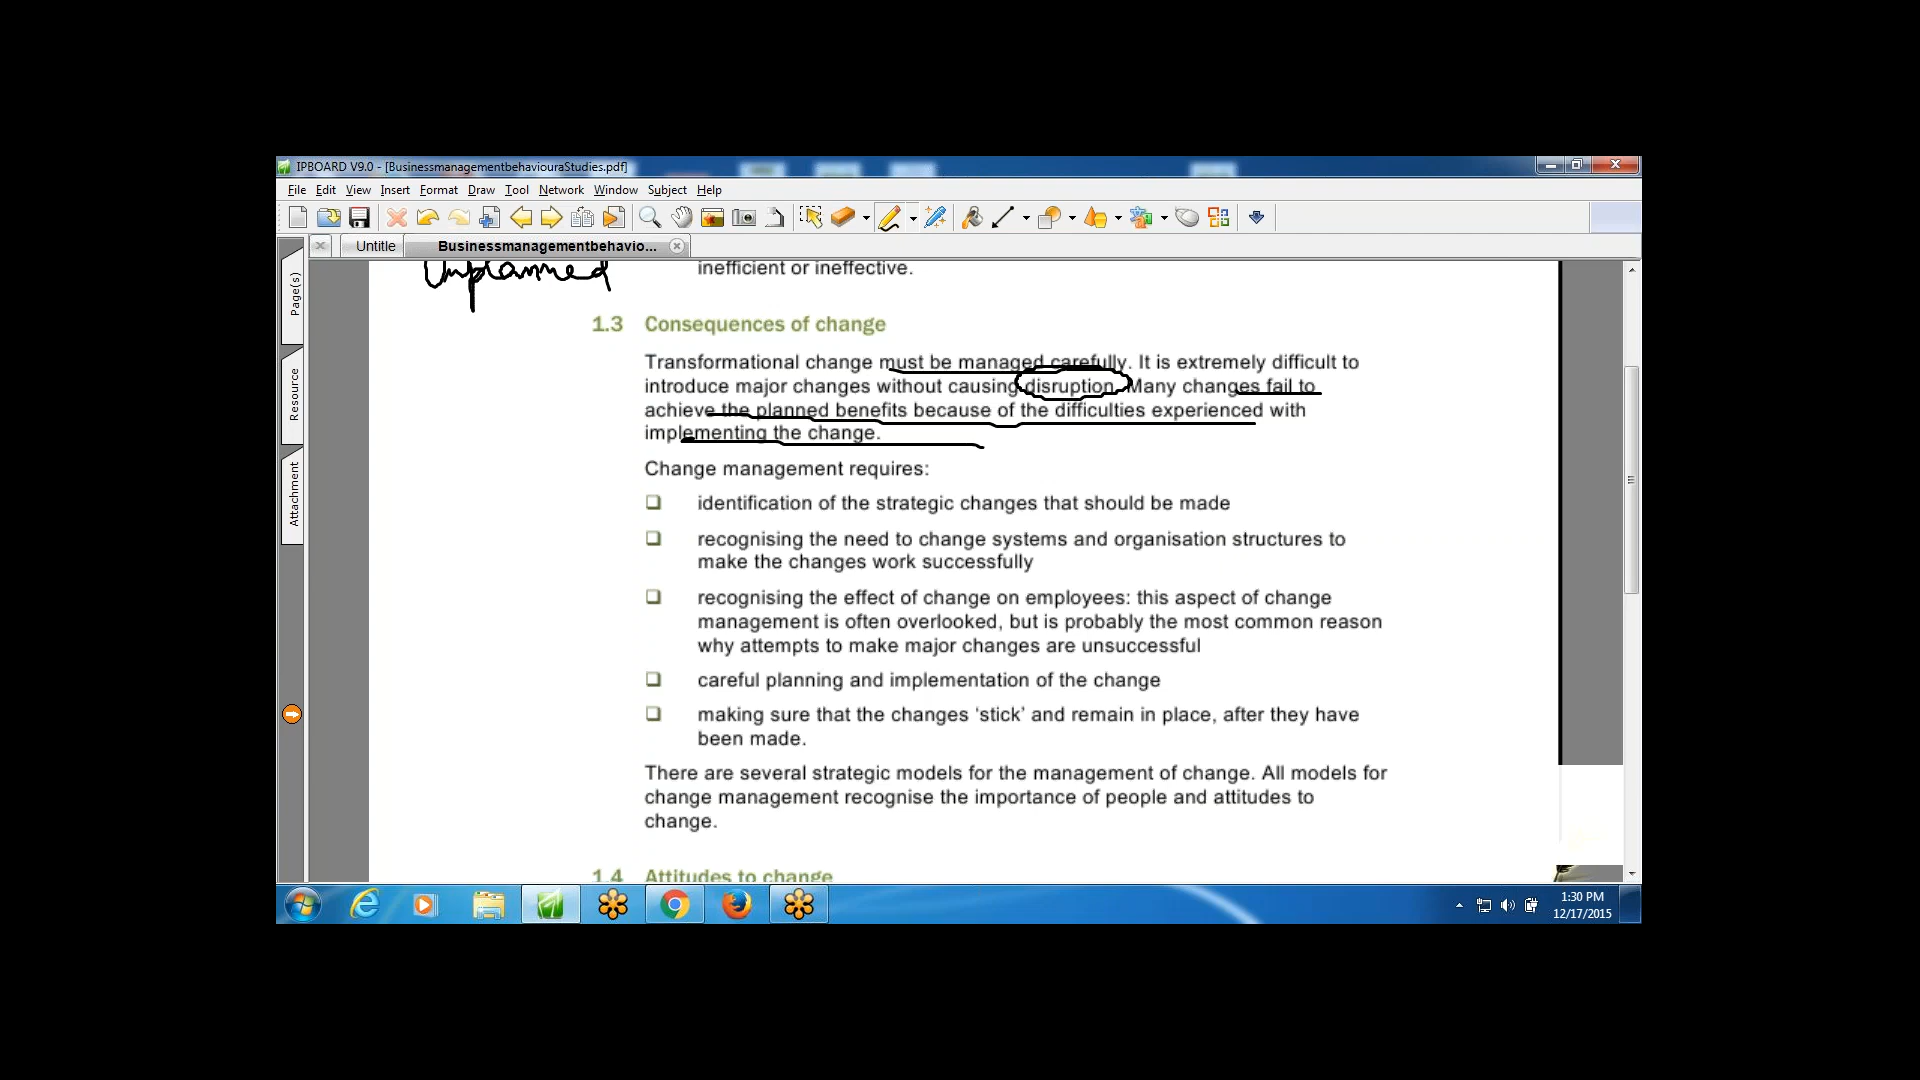 IPBOARD V9.0 - [BusinessmanagementbehaviouraStudies.pdf]
File Edit View Insert Format Draw Tool Network Window Subject Help
Untitle Businessmanagementbehavio...
Page(s)
Resource
Attachment
Unplanned
inefficient or ineffective.
1.3 Consequences of change
Transformational change must be managed carefully. It is extremely difficult to
introduce major changes without causing disruption. Many changes fail to
achieve the planned benefits because of the difficulties experienced with
implementing the change.
Change management requires:
❑ identification of the strategic changes that should be made
❑ recognising the need to change systems and organisation structures to
make the changes work successfully
❑ recognising the effect of change on employees: this aspect of change
management is often overlooked, but is probably the most common reason
why attempts to make major changes are unsuccessful
❑ careful planning and implementation of the change
❑ making sure that the changes ‘stick’ and remain in place, after they have
been made.
There are several strategic models for the management of change. All models for
change management recognise the importance of people and attitudes to
change.
1.4 Attitudes to change
1:30 PM
12/17/2015